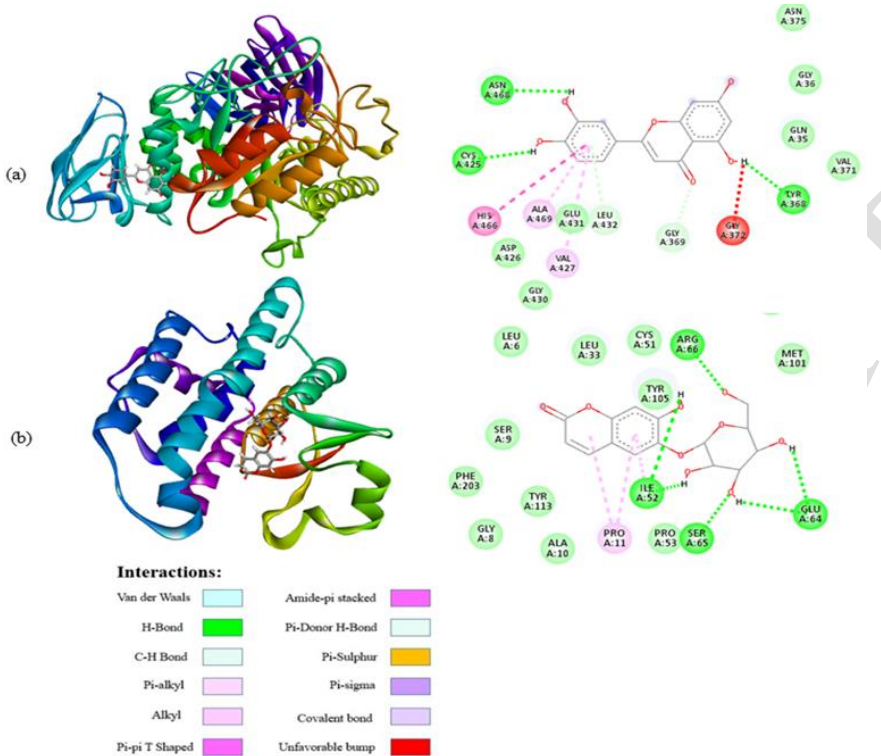 (a)
ASN
A:375
ASN
A:468
GLY
A:36
CYS
A:425
GLN
A:35
VAL
A:371
TYR
A:368
HIS
A:466
ALA
A:469
GLU
A:431
LEU
A:432
GLY
A:369
GLY
A:372
ASP
A:426
VAL
A:427
GLY
A:430
H
H
H
O
(b)
LEU
A:6
LEU
A:33
CYS
A:51
ARG
A:66
MET
A:101
TYR
A:105
SER
A:9
PHE
A:203
TYR
A:113
ILE
A:52
GLU
A:64
GLY
A:8
ALA
A:10
PRO
A:11
PRO
A:53
SER
A:65
Interactions:
Van der Waals
Amide-pi stacked
H-Bond
Pi-Donor H-Bond
C-H Bond
Pi-Sulphur
Pi-alkyl
Pi-sigma
Alkyl
Covalent bond
Pi-pi T Shaped
Unfavorable bump